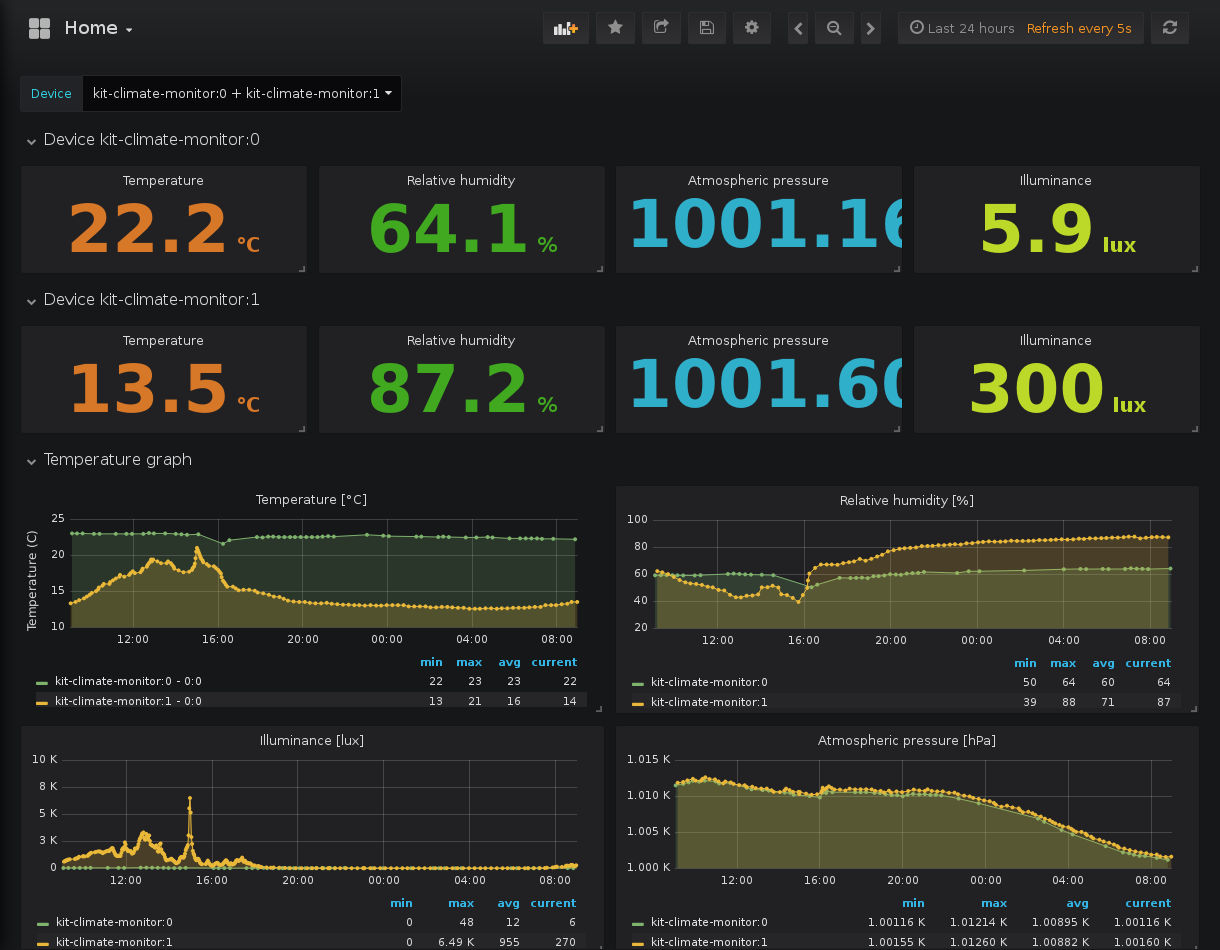 Home
Last 24 hours Refresh every 5s
Device kit-climate-monitor:0 + kit-climate-monitor:1
Device kit-climate-monitor:0
Temperature Relative humidity Atmospheric pressure Illuminance
22.2 °C 64.1 % 1001.16 5.9 lux
Device kit-climate-monitor:1
Temperature Relative humidity Atmospheric pressure Illuminance
13.5 °C 87.2 % 1001.60 300 lux
Temperature graph
Temperature [°C]
Temperature (C)
25
20
15
10
12:00 16:00 20:00 00:00 04:00 08:00
min max avg current
kit-climate-monitor:0 - 0:0 22 23 23 22
kit-climate-monitor:1 - 0:0 13 21 16 14
Relative humidity [%]
100
80
60
40
20
12:00 16:00 20:00 00:00 04:00 08:00
min max avg current
kit-climate-monitor:0 50 64 60 64
kit-climate-monitor:1 39 88 71 87
Illuminance [lux]
10 K
8 K
5 K
3 K
0
12:00 16:00 20:00 00:00 04:00 08:00
min max avg current
kit-climate-monitor:0 0 48 12 6
kit-climate-monitor:1 0 6.49 K 955 270
Atmospheric pressure [hPa]
1.015 K
1.010 K
1.005 K
1.000 K
12:00 16:00 20:00 00:00 04:00 08:00
min max avg current
kit-climate-monitor:0 1.00116 K 1.01214 K 1.00895 K 1.00116 K
kit-climate-monitor:1 1.00155 K 1.01260 K 1.00882 K 1.00160 K